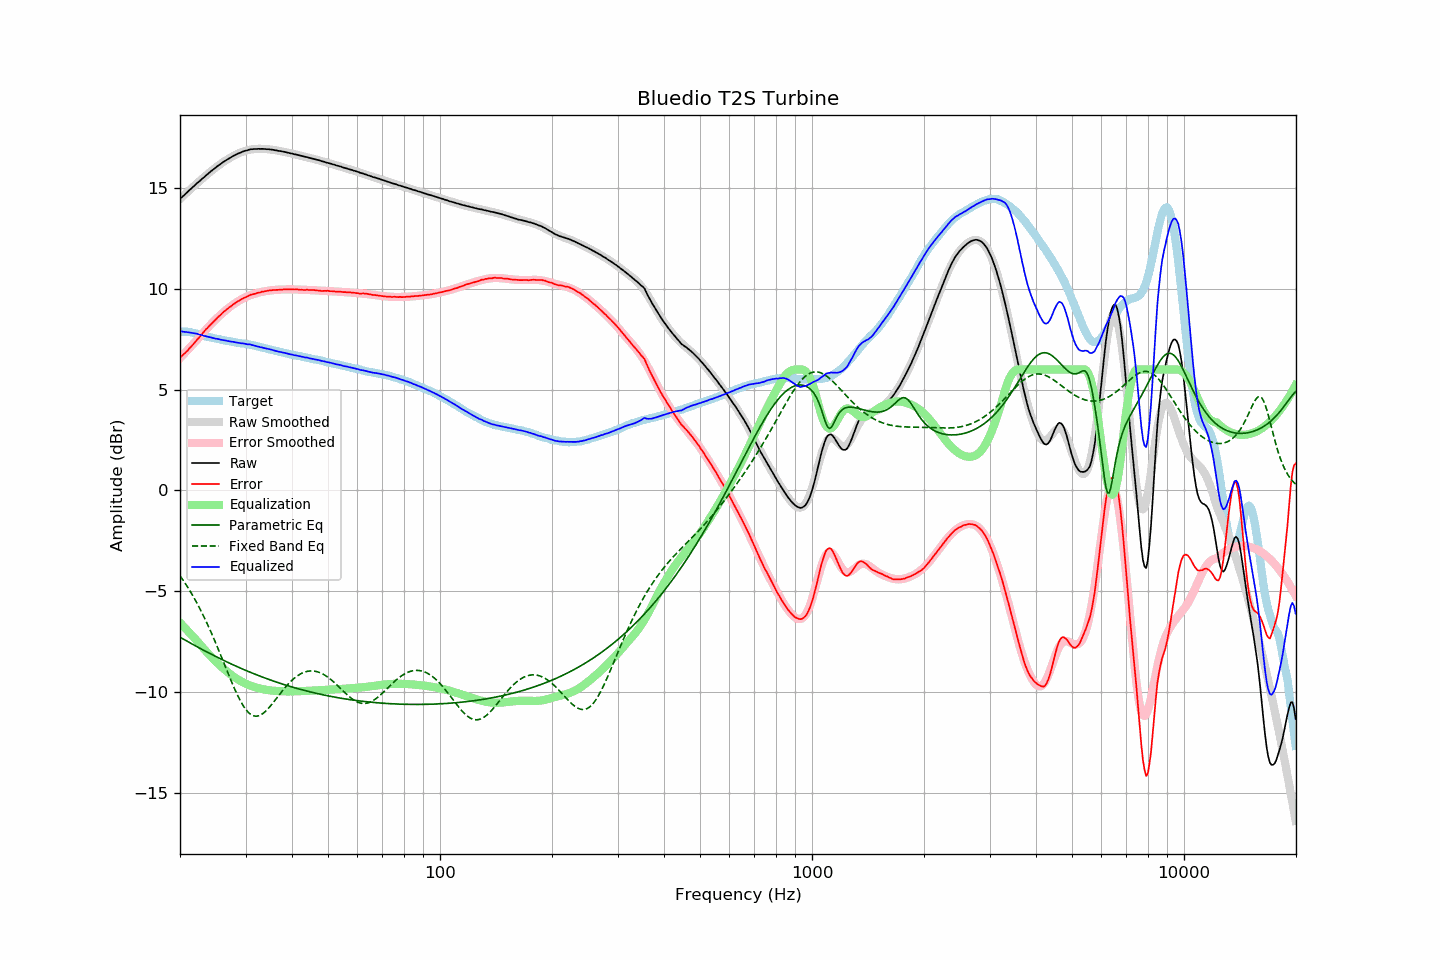 Bluedio T2S Turbine
Amplitude (dBr)
15
10
5
0
−5
−10
−15
Target
Raw Smoothed
Error Smoothed
Raw
Error
Equalization
Parametric Eq
Fixed Band Eq
Equalized
100
1000
10000
Frequency (Hz)